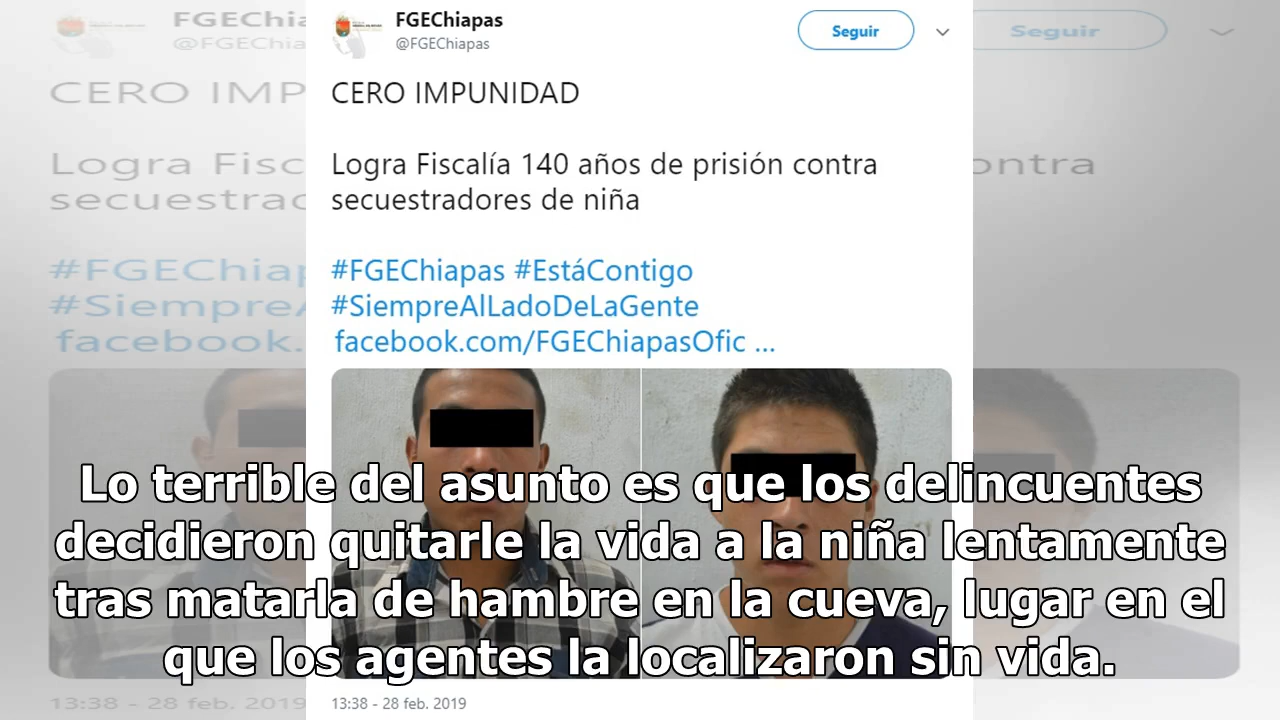 FGEChiapas
@FGEChiapas
Seguir
CERO IMPUNIDAD
Logra Fiscalía 140 años de prisión contra
secuestradores de niña
#FGEChiapas #EstáContigo
#SiempreAlLadoDeLaGente
facebook.com/FGEChiapasOfic ...
Lo terrible del asunto es que los delincuentes
decidieron quitarle la vida a la niña lentamente
tras matarla de hambre en la cueva, lugar en el
que los agentes la localizaron sin vida.
13:38 - 28 feb. 2019